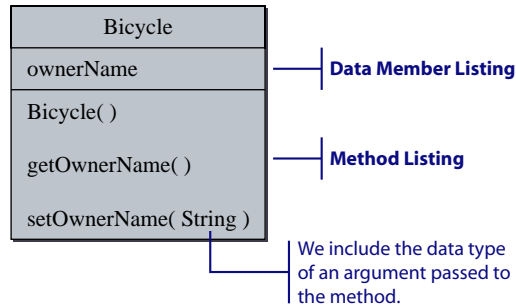 Bicycle
ownerName
Data Member Listing
Bicycle( )
getOwnerName( )
Method Listing
setOwnerName( String )
We include the data type
of an argument passed to
the method.